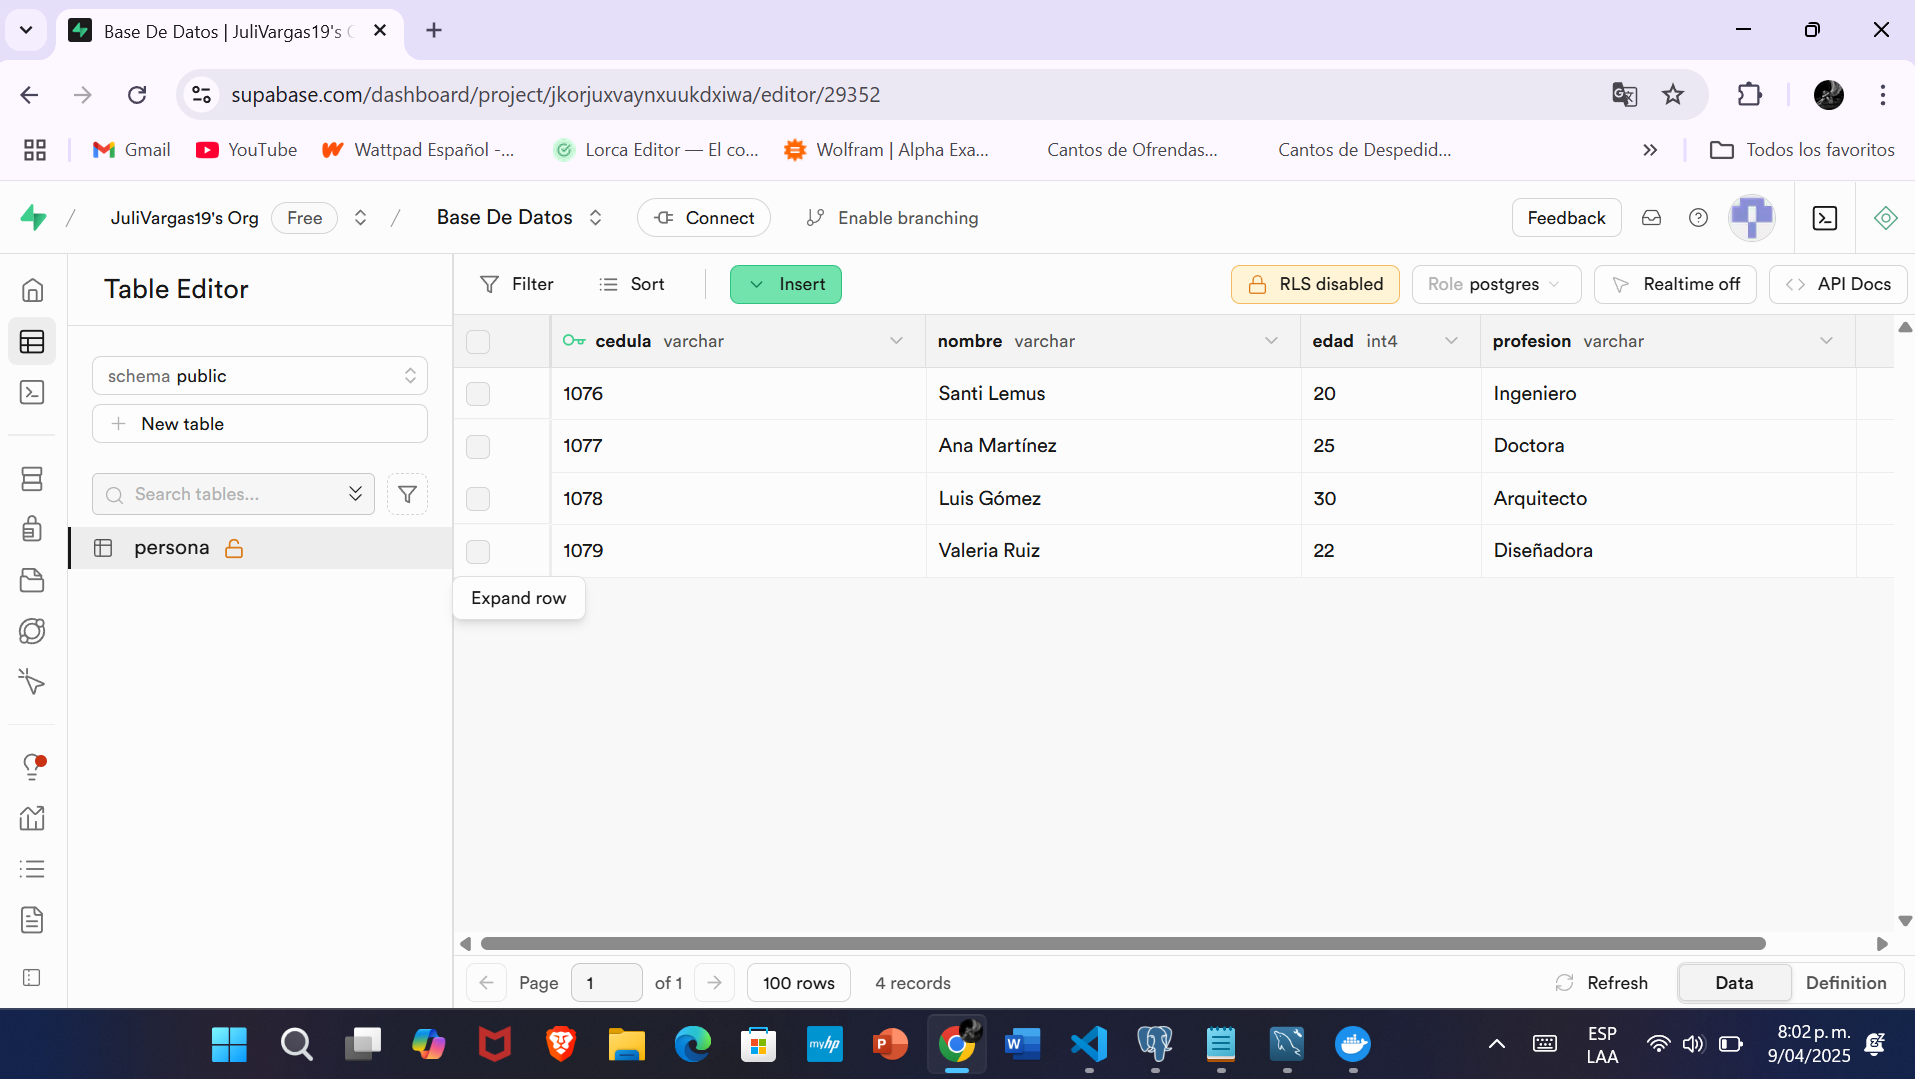 Base De Datos | JuliVargas19's
supabase.com/dashboard/project/jkorjuxvaynxuukdxiwa/editor/29352
Gmail
YouTube
Wattpad Español -...
Lorca Editor — El co...
Wolfram | Alpha Exa...
Cantos de Ofrendas...
Cantos de Despedid...
Todos los favoritos
JuliVargas19's Org
Free
Base De Datos
Connect
Enable branching
Feedback
Table Editor
Filter
Sort
Insert
RLS disabled
Role postgres
Realtime off
API Docs
schema public
New table
Search tables...
persona
cedula varchar
nombre varchar
edad int4
profesion varchar
1076 Santi Lemus 20 Ingeniero
1077 Ana Martínez 25 Doctora
1078 Luis Gómez 30 Arquitecto
1079 Valeria Ruiz 22 Diseñadora
Expand row
Page 1 of 1
100 rows
4 records
Refresh
Data
Definition
myhp
P
W
ESP
LAA
8:02 p. m.
9/04/2025